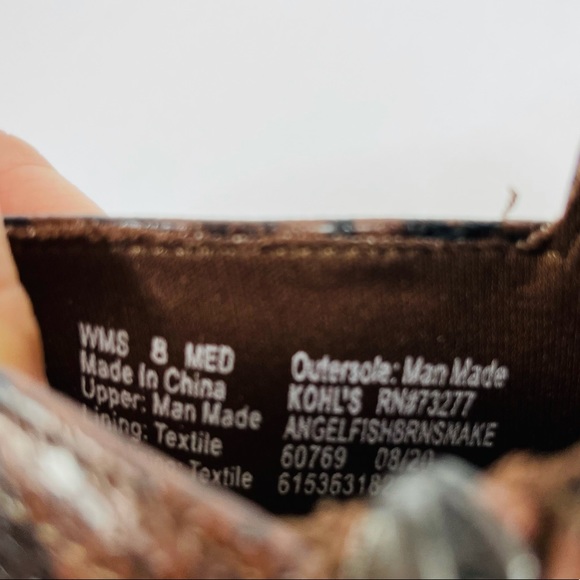 WMS 8 MED
Made In China
Upper: Man Made
Lining: Textile
Textile
Outersole: Man Made
KOHL'S RN#73277
ANGELFISHBRNSNAKE
60769 08/20
61536318